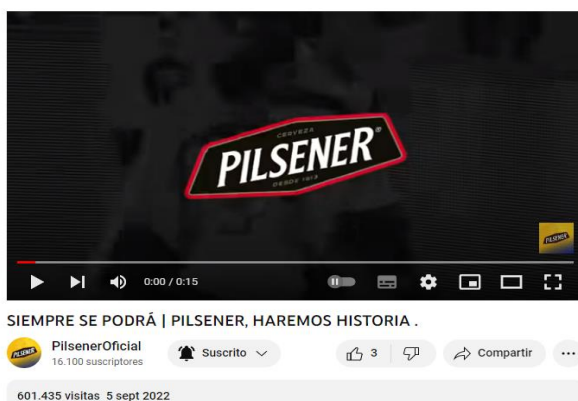 CERVEZA
PILSENER®
DESDE 1913
PILSENER
0:00 / 0:15
SIEMPRE SE PODRÁ | PILSENER, HAREMOS HISTORIA .
PILSENER
PilsenerOficial
16.100 suscriptores
Suscrito
3
Compartir
...
601.435 visitas 5 sept 2022